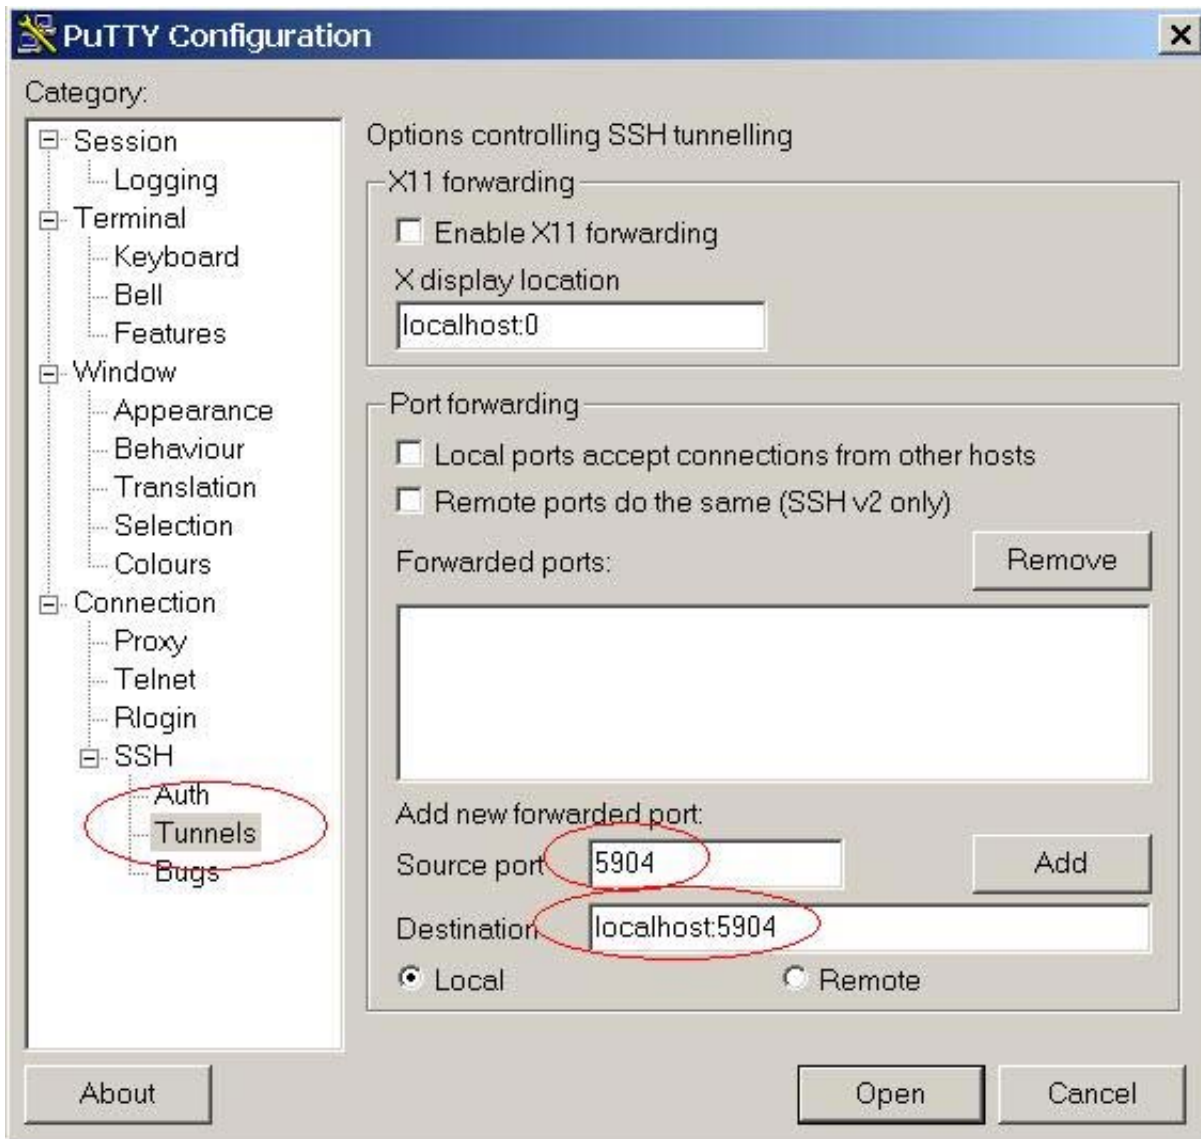 PuTTY Configuration
Category:
Session
Logging
Terminal
Keyboard
Bell
Features
Window
Appearance
Behaviour
Translation
Selection
Colours
Connection
Proxy
Telnet
Rlogin
SSH
Auth
Tunnels
Bugs
Options controlling SSH tunnelling
X11 forwarding
Enable X11 forwarding
X display location
localhost:0
Port forwarding
Local ports accept connections from other hosts
Remote ports do the same (SSH v2 only)
Forwarded ports:
Remove
Add new forwarded port:
Source port 5904 Add
Destination localhost:5904
Local Remote
About Open Cancel